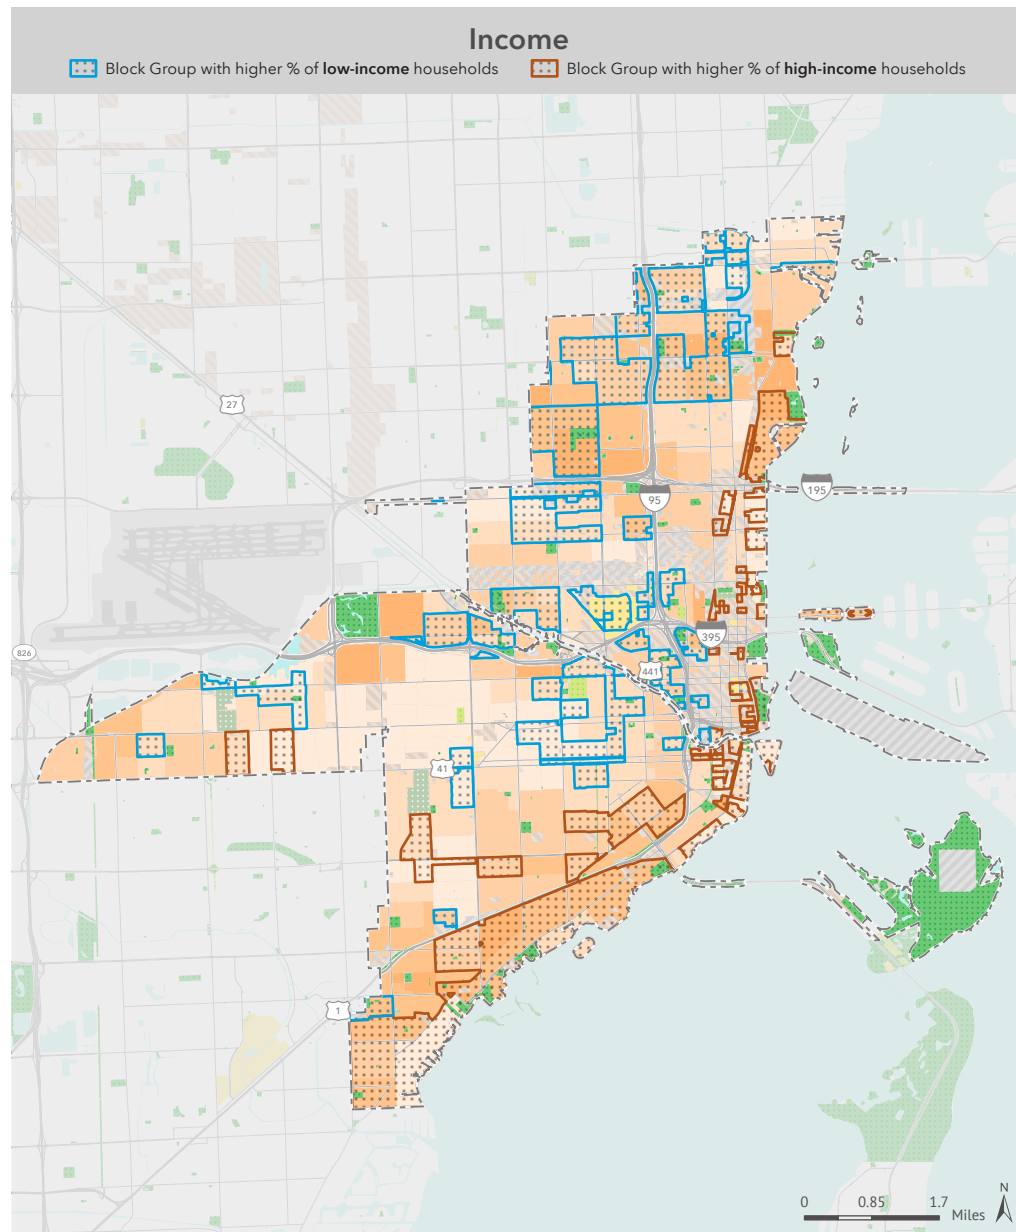 Income
Block Group with higher % of low-income households
Block Group with higher % of high-income households
27
95
195
826
395
441
41
1
0 0.85 1.7
Miles
N